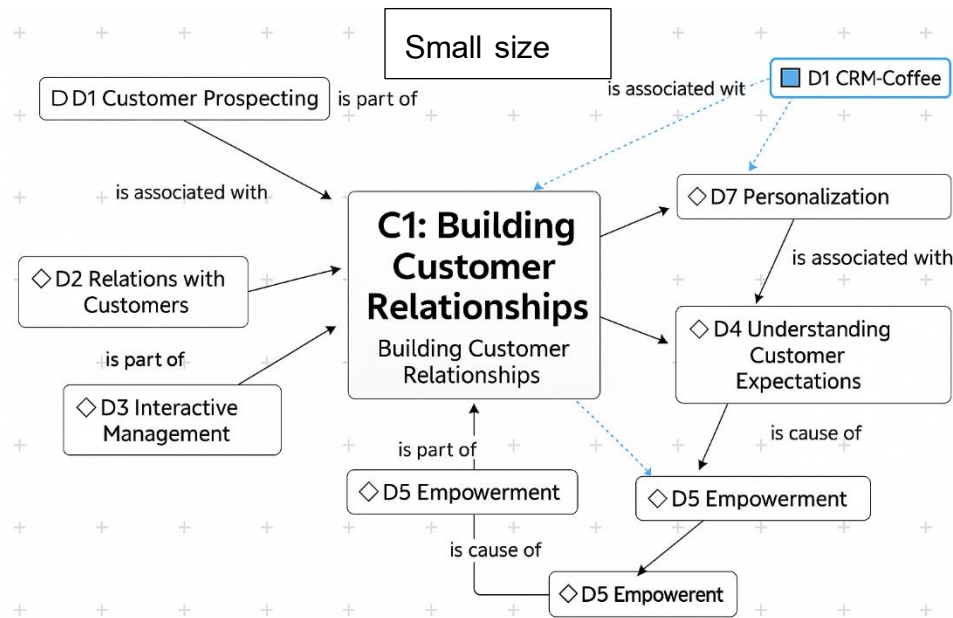 Small size
D D1 Customer Prospecting
is part of
is associated wit
D1 CRM-Coffee
is associated with
C1: Building
Customer
Relationships
Building Customer
Relationships
D7 Personalization
is associated with
D2 Relations with
Customers
is part of
D3 Interactive
Management
D4 Understanding
Customer
Expectations
is cause of
is part of
D5 Empowerment
D5 Empowerment
is cause of
D5 Empowerent